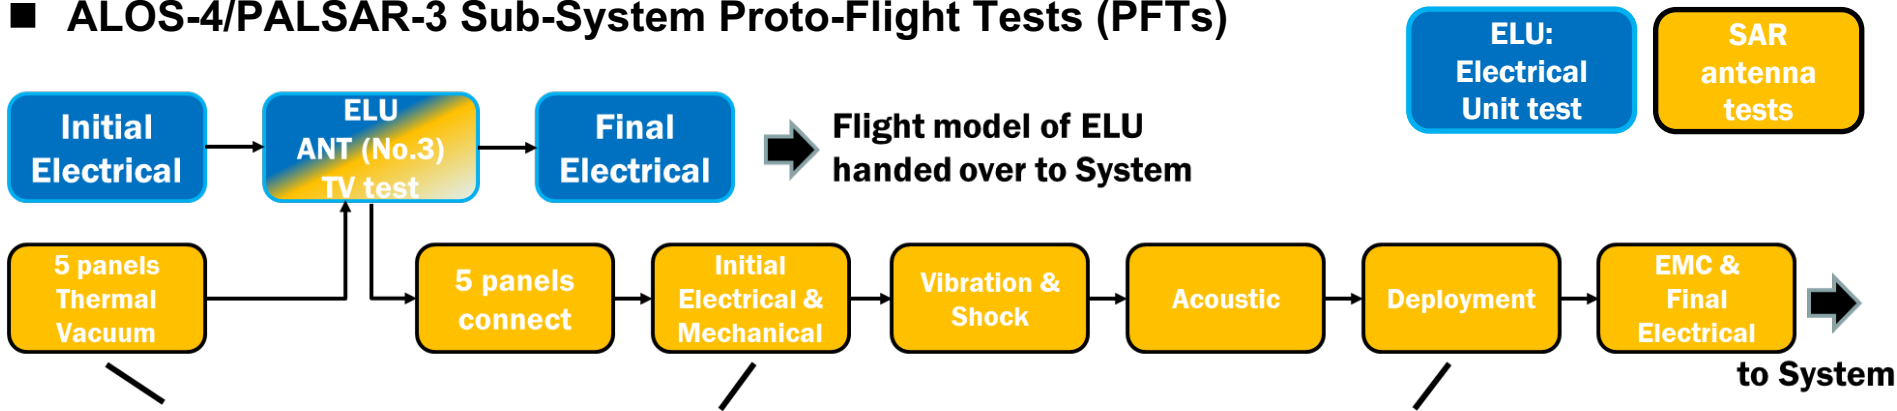 ■ ALOS-4/PALSAR-3 Sub-System Proto-Flight Tests (PFTs)
ELU:
Electrical
Unit test
SAR
antenna
tests
Initial
Electrical
ELU
ANT (No.3)
TV test
Final
Electrical
Flight model of ELU
handed over to System
5 panels
Thermal
Vacuum
5 panels
connect
Initial
Electrical &
Mechanical
Vibration &
Shock
Acoustic
Deployment
EMC &
Final
Electrical
to System